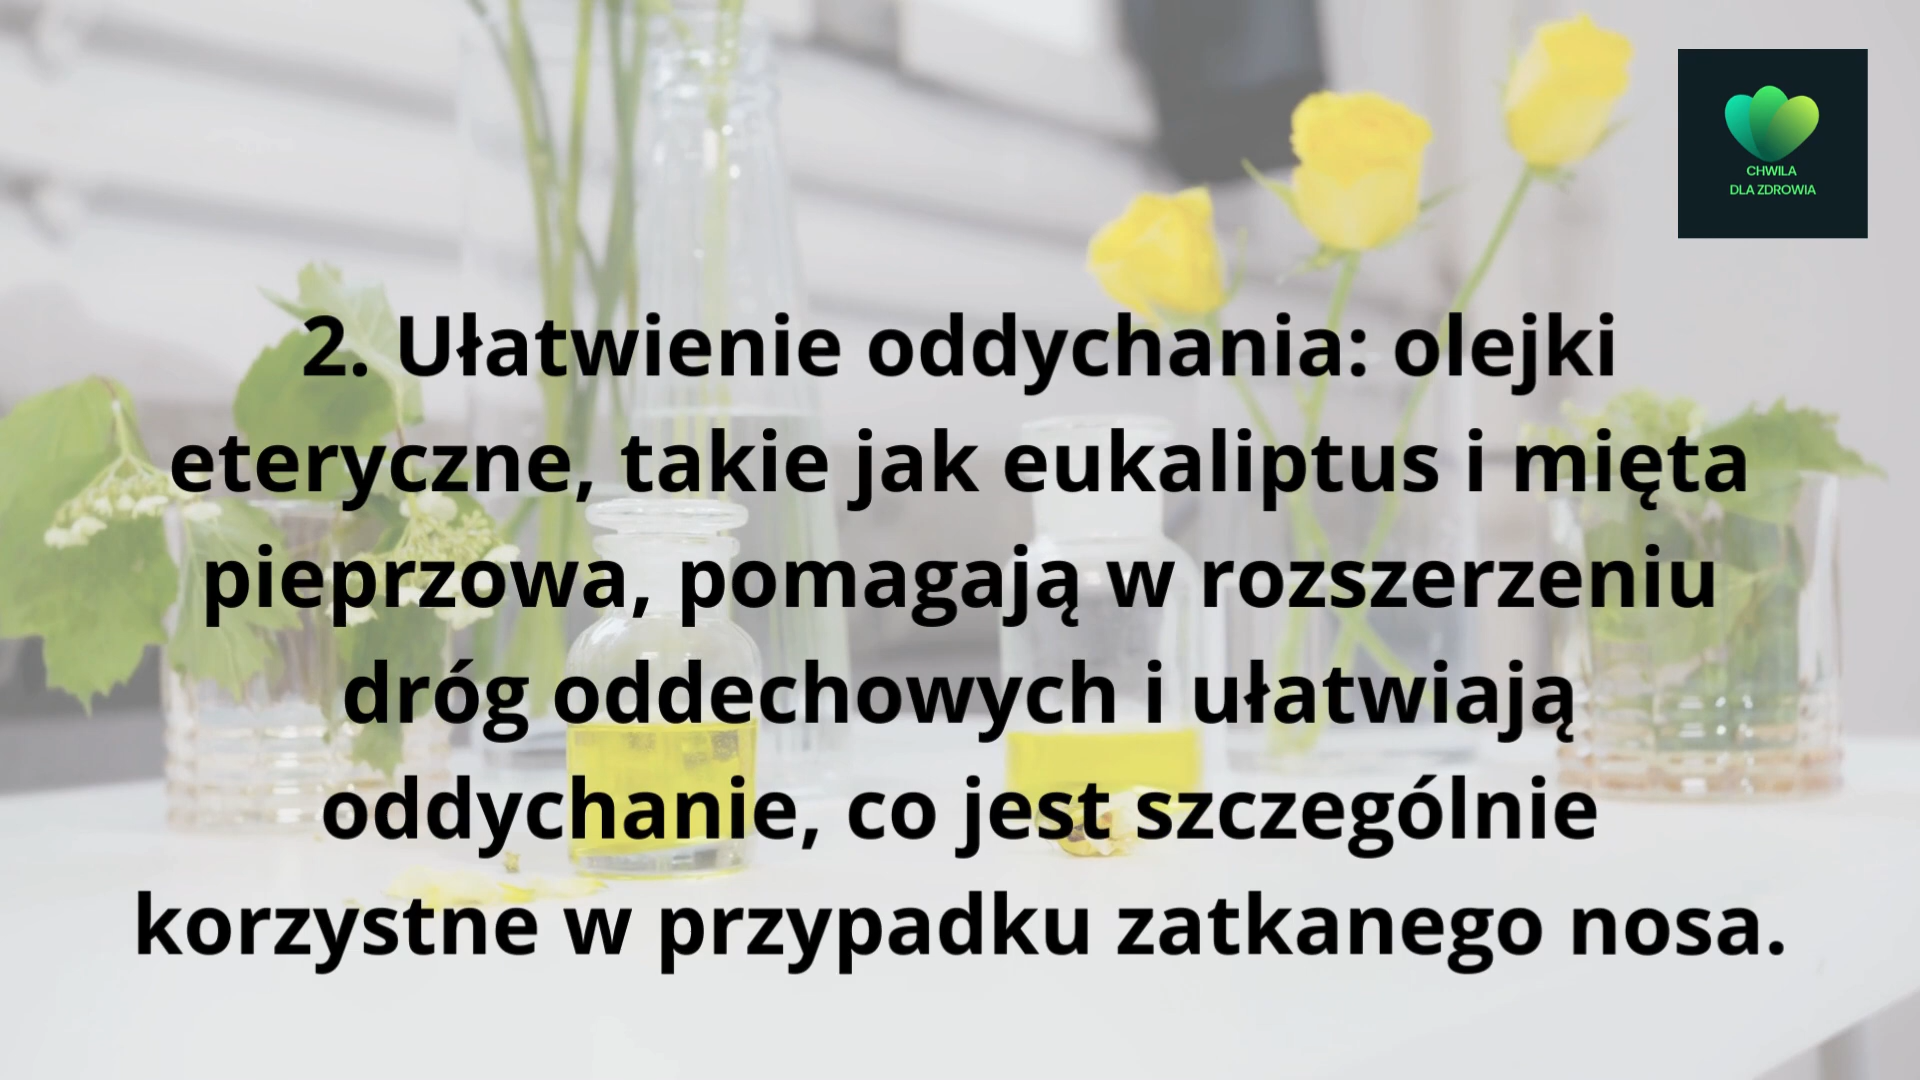 CHWILA
DLA ZDROWIA
2. Ułatwienie oddychania: olejki
eteryczne, takie jak eukaliptus i mięta
pieprzowa, pomagają w rozszerzeniu
dróg oddechowych i ułatwiają
oddychanie, co jest szczególnie
korzystne w przypadku zatkanego nosa.